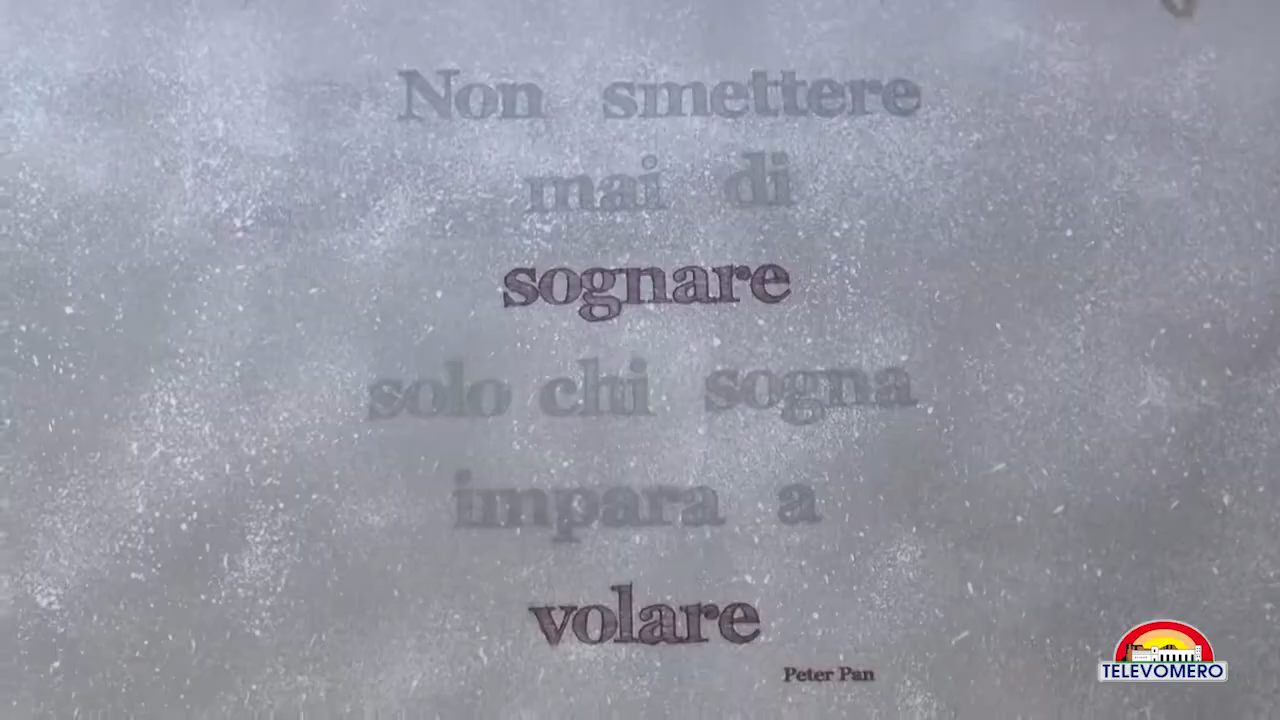 Non smettere
mai di
sognare
solo chi sogna
impara a
volare
Peter Pan
TELEVOMERO